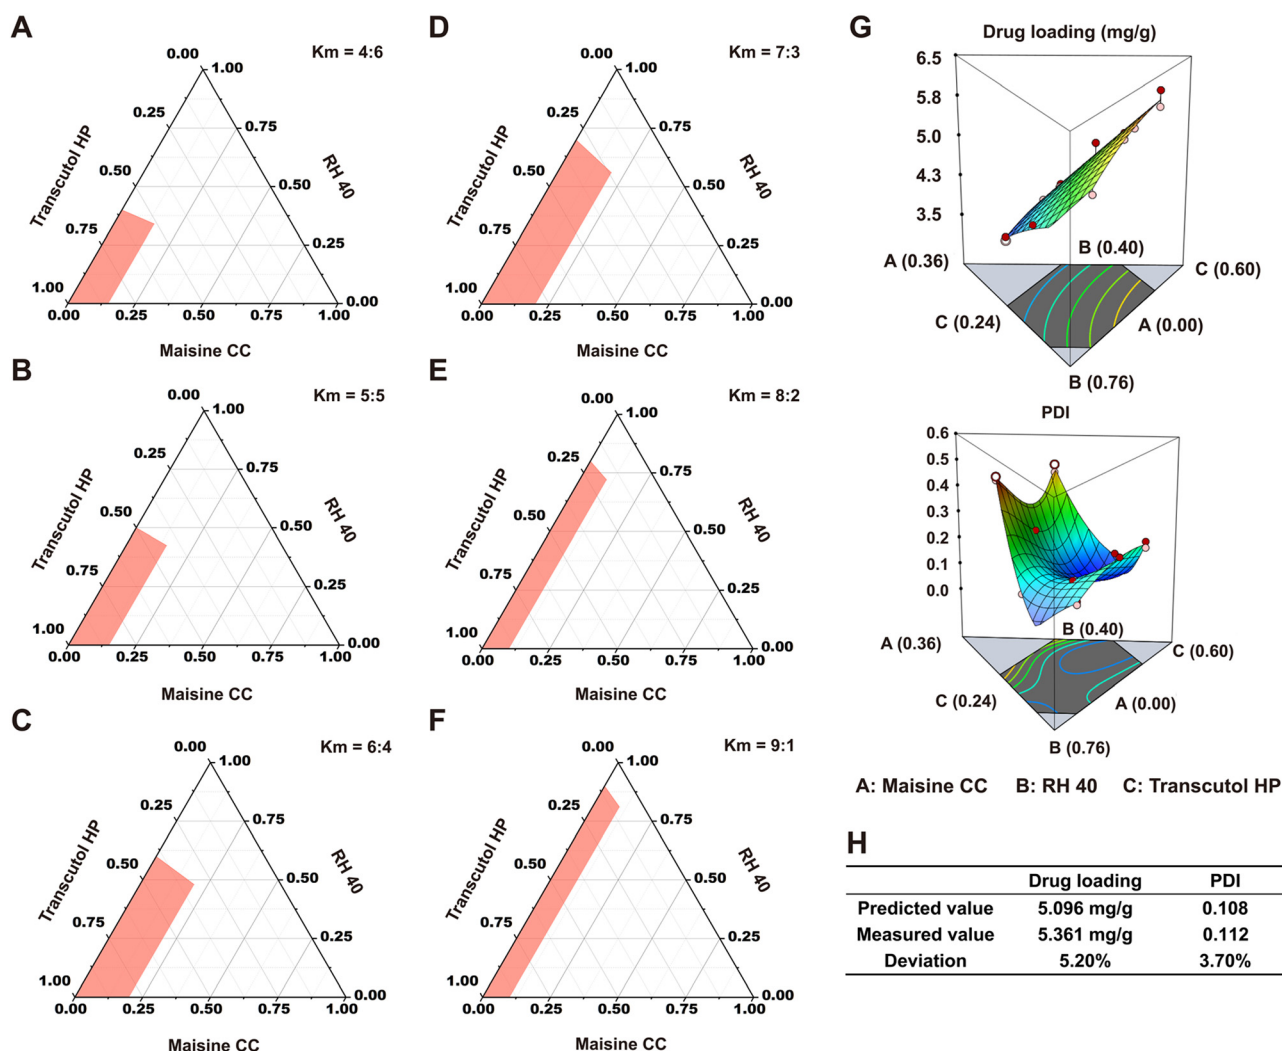 A
Km = 4:6
0.00
1.00
0.25
0.75
0.50
0.50
0.75
0.25
1.00
0.00
0.00
0.25
0.50
0.75
1.00
Transcutol HP
RH 40
Maisine CC
B
Km = 5:5
0.00
1.00
0.25
0.75
0.50
0.50
0.75
0.25
1.00
0.00
0.00
0.25
0.50
0.75
1.00
Transcutol HP
RH 40
Maisine CC
C
Km = 6:4
0.00
1.00
0.25
0.75
0.50
0.50
0.75
0.25
1.00
0.00
0.00
0.25
0.50
0.75
1.00
Transcutol HP
RH 40
Maisine CC
D
Km = 7:3
0.00
1.00
0.25
0.75
0.50
0.50
0.75
0.25
1.00
0.00
0.00
0.25
0.50
0.75
1.00
Transcutol HP
RH 40
Maisine CC
E
Km = 8:2
0.00
1.00
0.25
0.75
0.50
0.50
0.75
0.25
1.00
0.00
0.00
0.25
0.50
0.75
1.00
Transcutol HP
RH 40
Maisine CC
F
Km = 9:1
0.00
1.00
0.25
0.75
0.50
0.50
0.75
0.25
1.00
0.00
0.00
0.25
0.50
0.75
1.00
Transcutol HP
RH 40
Maisine CC
G
Drug loading (mg/g)
6.5
5.8
5.0
4.3
3.5
A (0.36)
B (0.40)
C (0.60)
C (0.24)
A (0.00)
B (0.76)
PDI
0.6
0.5
0.4
0.3
0.2
0.1
0.0
A (0.36)
B (0.40)
C (0.60)
C (0.24)
A (0.00)
B (0.76)
A: Maisine CC B: RH 40 C: Transcutol HP
H
Drug loading PDI
Predicted value 5.096 mg/g 0.108
Measured value 5.361 mg/g 0.112
Deviation 5.20% 3.70%